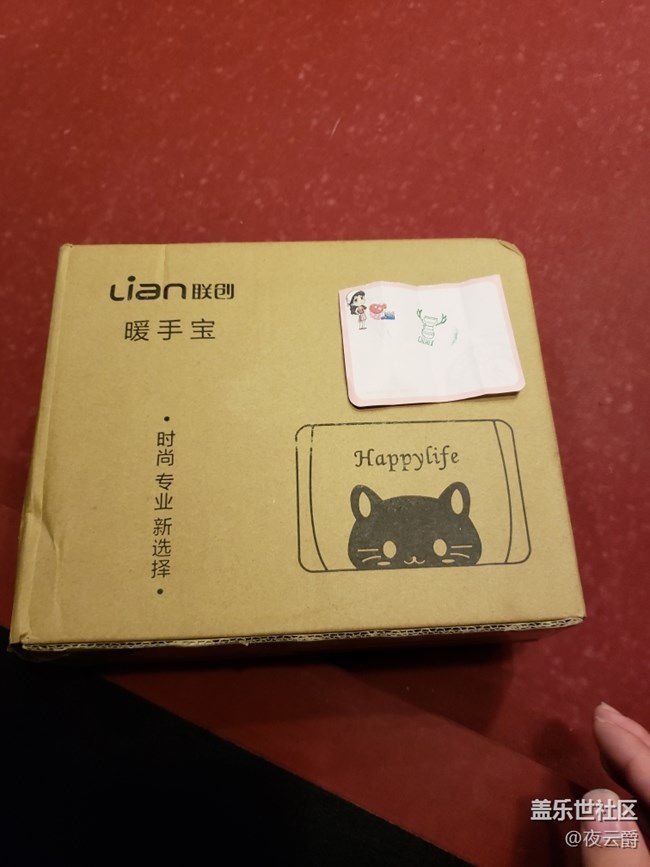 Lian联创
暖手宝
·时尚 专业 新选择·
Happylife
盖乐世社区
@夜云爵